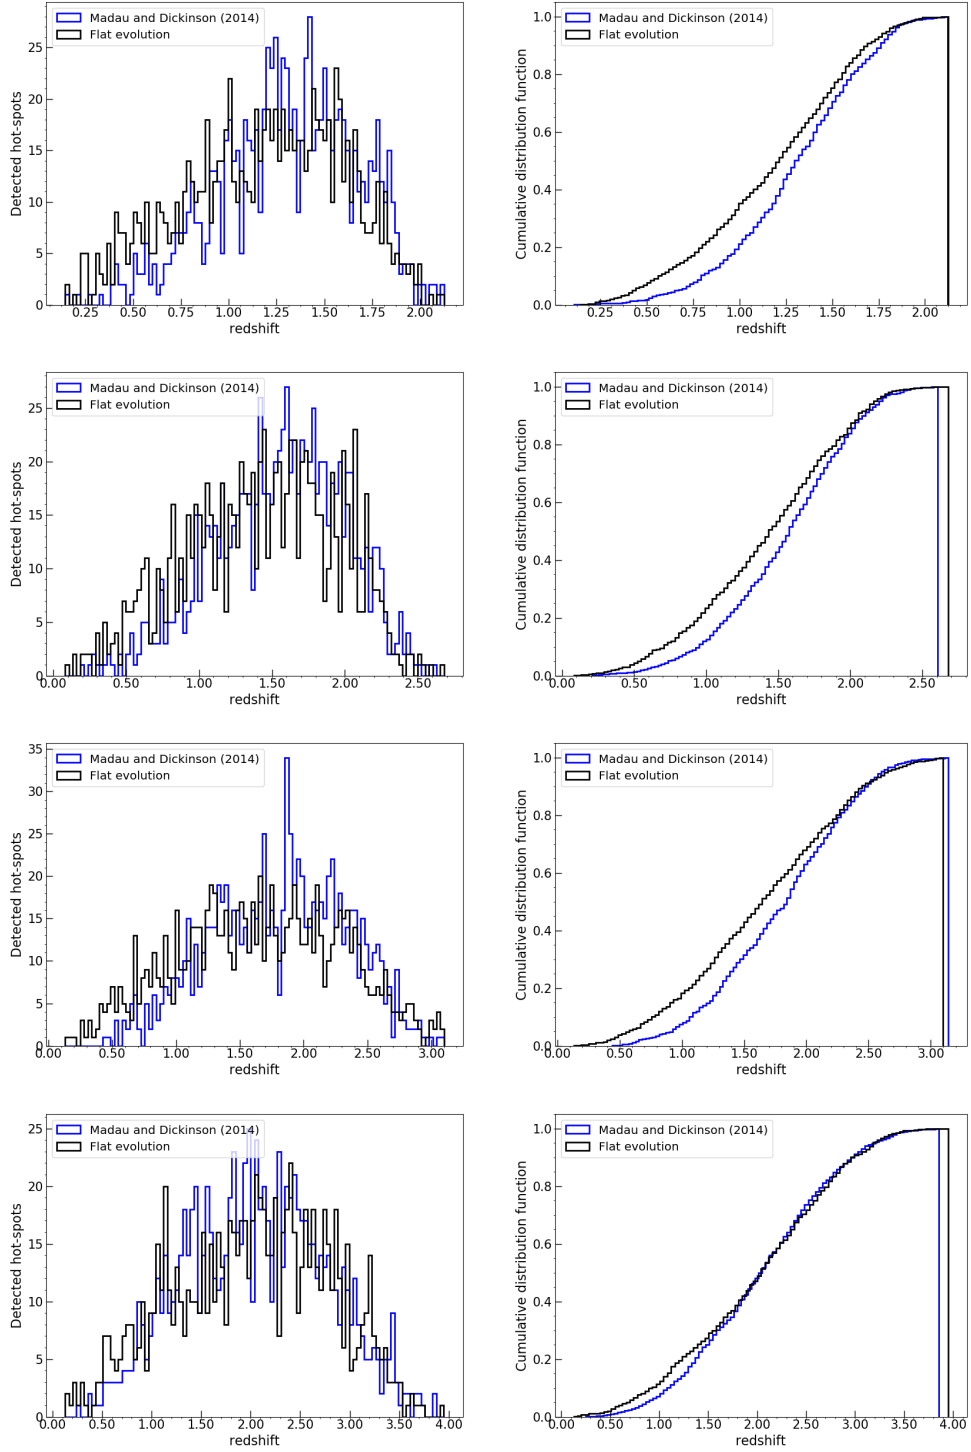 Madau and Dickinson (2014)
Flat evolution
Detected hot-spots
25
20
15
10
5
0
0.25 0.50 0.75 1.00 1.25 1.50 1.75 2.00
redshift
Madau and Dickinson (2014)
Flat evolution
Cumulative distribution function
1.0
0.8
0.6
0.4
0.2
0.0
0.25 0.50 0.75 1.00 1.25 1.50 1.75 2.00
redshift
Madau and Dickinson (2014)
Flat evolution
Detected hot-spots
25
20
15
10
5
0
0.00 0.50 1.00 1.50 2.00 2.50
redshift
Madau and Dickinson (2014)
Flat evolution
Cumulative distribution function
1.0
0.8
0.6
0.4
0.2
0.0
0.00 0.50 1.00 1.50 2.00 2.50
redshift
Madau and Dickinson (2014)
Flat evolution
Detected hot-spots
35
30
25
20
15
10
5
0
0.00 0.50 1.00 1.50 2.00 2.50 3.00
redshift
Madau and Dickinson (2014)
Flat evolution
Cumulative distribution function
1.0
0.8
0.6
0.4
0.2
0.0
0.00 0.50 1.00 1.50 2.00 2.50 3.00
redshift
Madau and Dickinson (2014)
Flat evolution
Detected hot-spots
25
20
15
10
5
0
0.00 0.50 1.00 1.50 2.00 2.50 3.00 3.50 4.00
redshift
Madau and Dickinson (2014)
Flat evolution
Cumulative distribution function
1.0
0.8
0.6
0.4
0.2
0.0
0.00 0.50 1.00 1.50 2.00 2.50 3.00 3.50 4.00
redshift